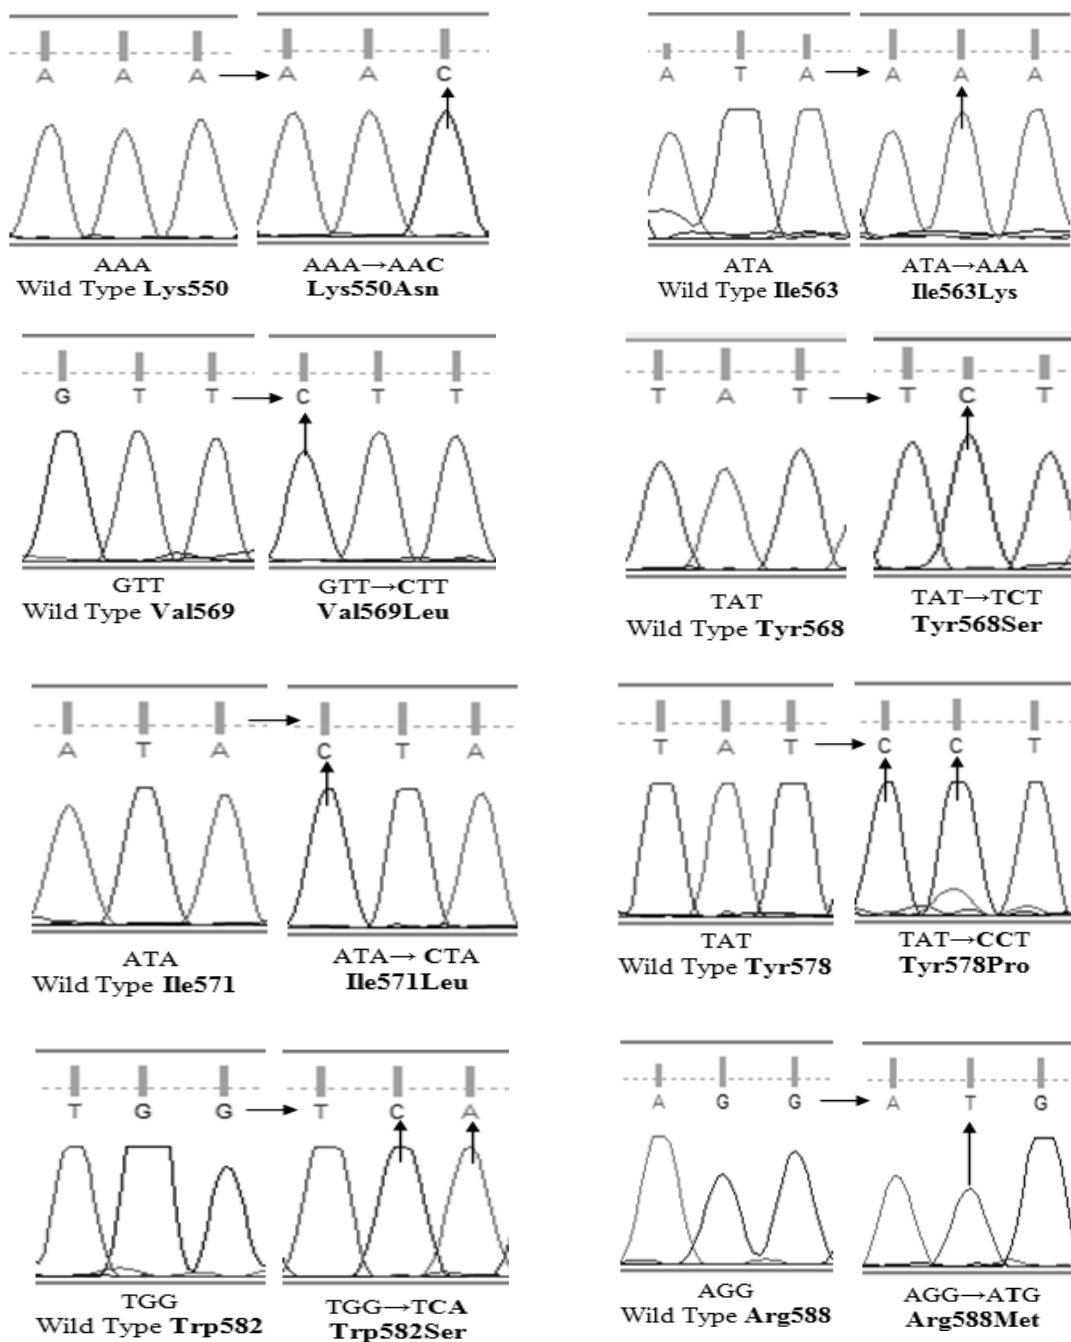 A A A → A A C
AAA
Wild Type Lys550
AAA→AAC
Lys550Asn
A T A → A A A
ATA
Wild Type Ile563
ATA→AAA
Ile563Lys
G T T → C T T
GTT
Wild Type Val569
GTT→CTT
Val569Leu
T A T → T C T
TAT
Wild Type Tyr568
TAT→TCT
Tyr568Ser
A T A → C T A
ATA
Wild Type Ile571
ATA→ CTA
Ile571Leu
T A T → C C T
TAT
Wild Type Tyr578
TAT→CCT
Tyr578Pro
T G G → T C A
TGG
Wild Type Trp582
TGG→TCA
Trp582Ser
A G G → A T G
AGG
Wild Type Arg588
AGG→ATG
Arg588Met